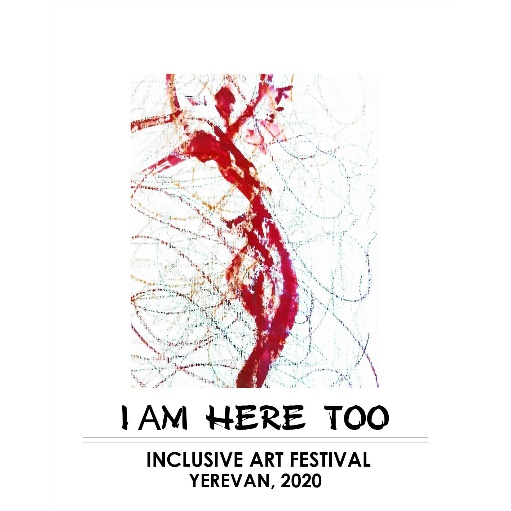 I AM HERE TOO
INCLUSIVE ART FESTIVAL
YEREVAN, 2020